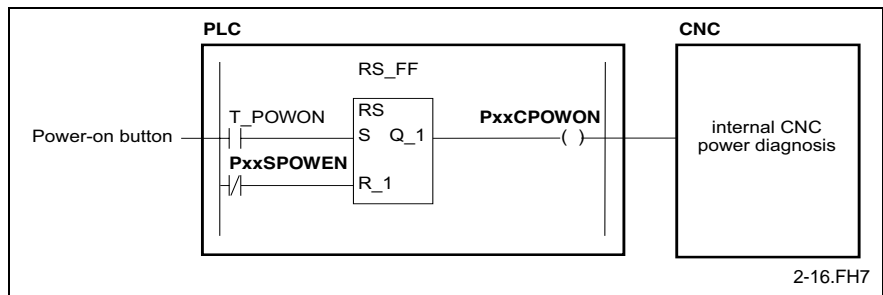 PLC
CNC
RS_FF
T_POWON
RS
S Q_1
PxxCPOWON
( )
Power-on button
internal CNC
power diagnosis
PxxSPOWEN
R_1
2-16.FH7